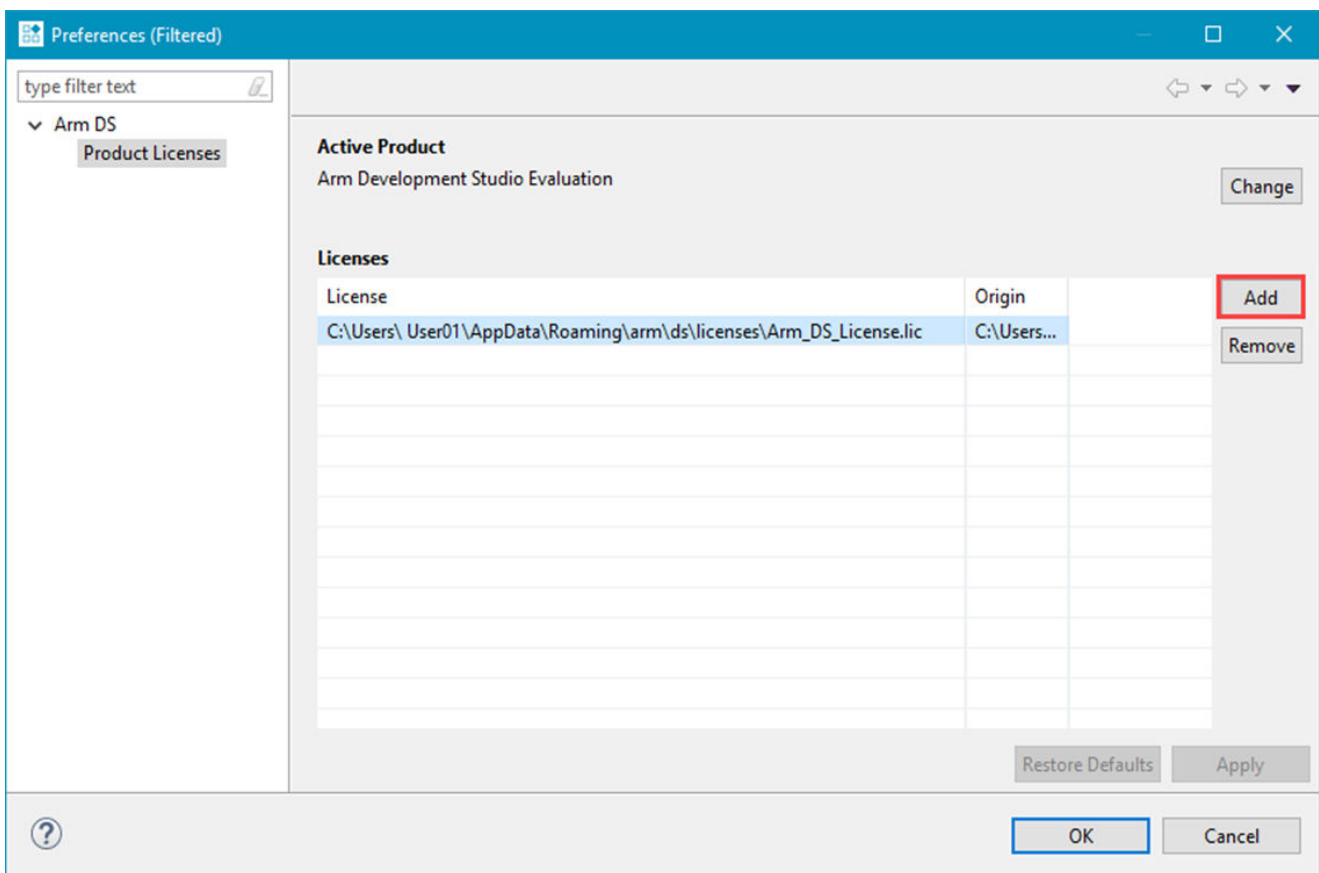 Preferences (Filtered)
type filter text
Arm DS
Product Licenses
Active Product
Arm Development Studio Evaluation
Change
Licenses
License Origin
Add
C:\Users\ User01\AppData\Roaming\arm\ds\licenses\Arm_DS_License.lic C:\Users...
Remove
Restore Defaults Apply
? OK Cancel